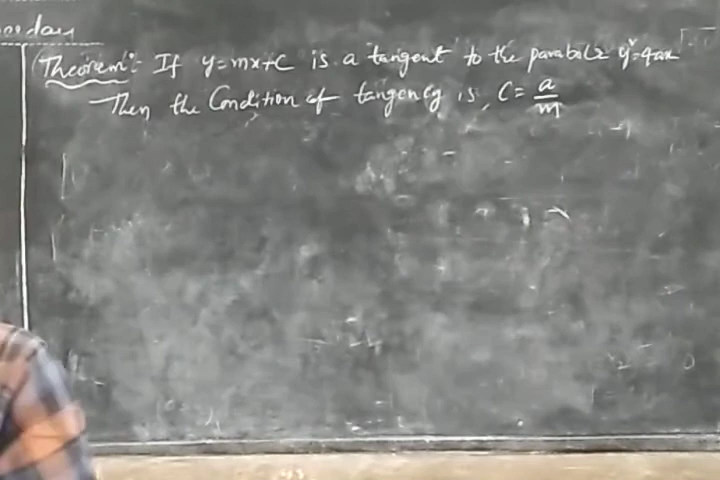 Theorem: If y=mx+c is a tangent to the parabola y²=4ax
Then the Condition of tangency is, C = a/m